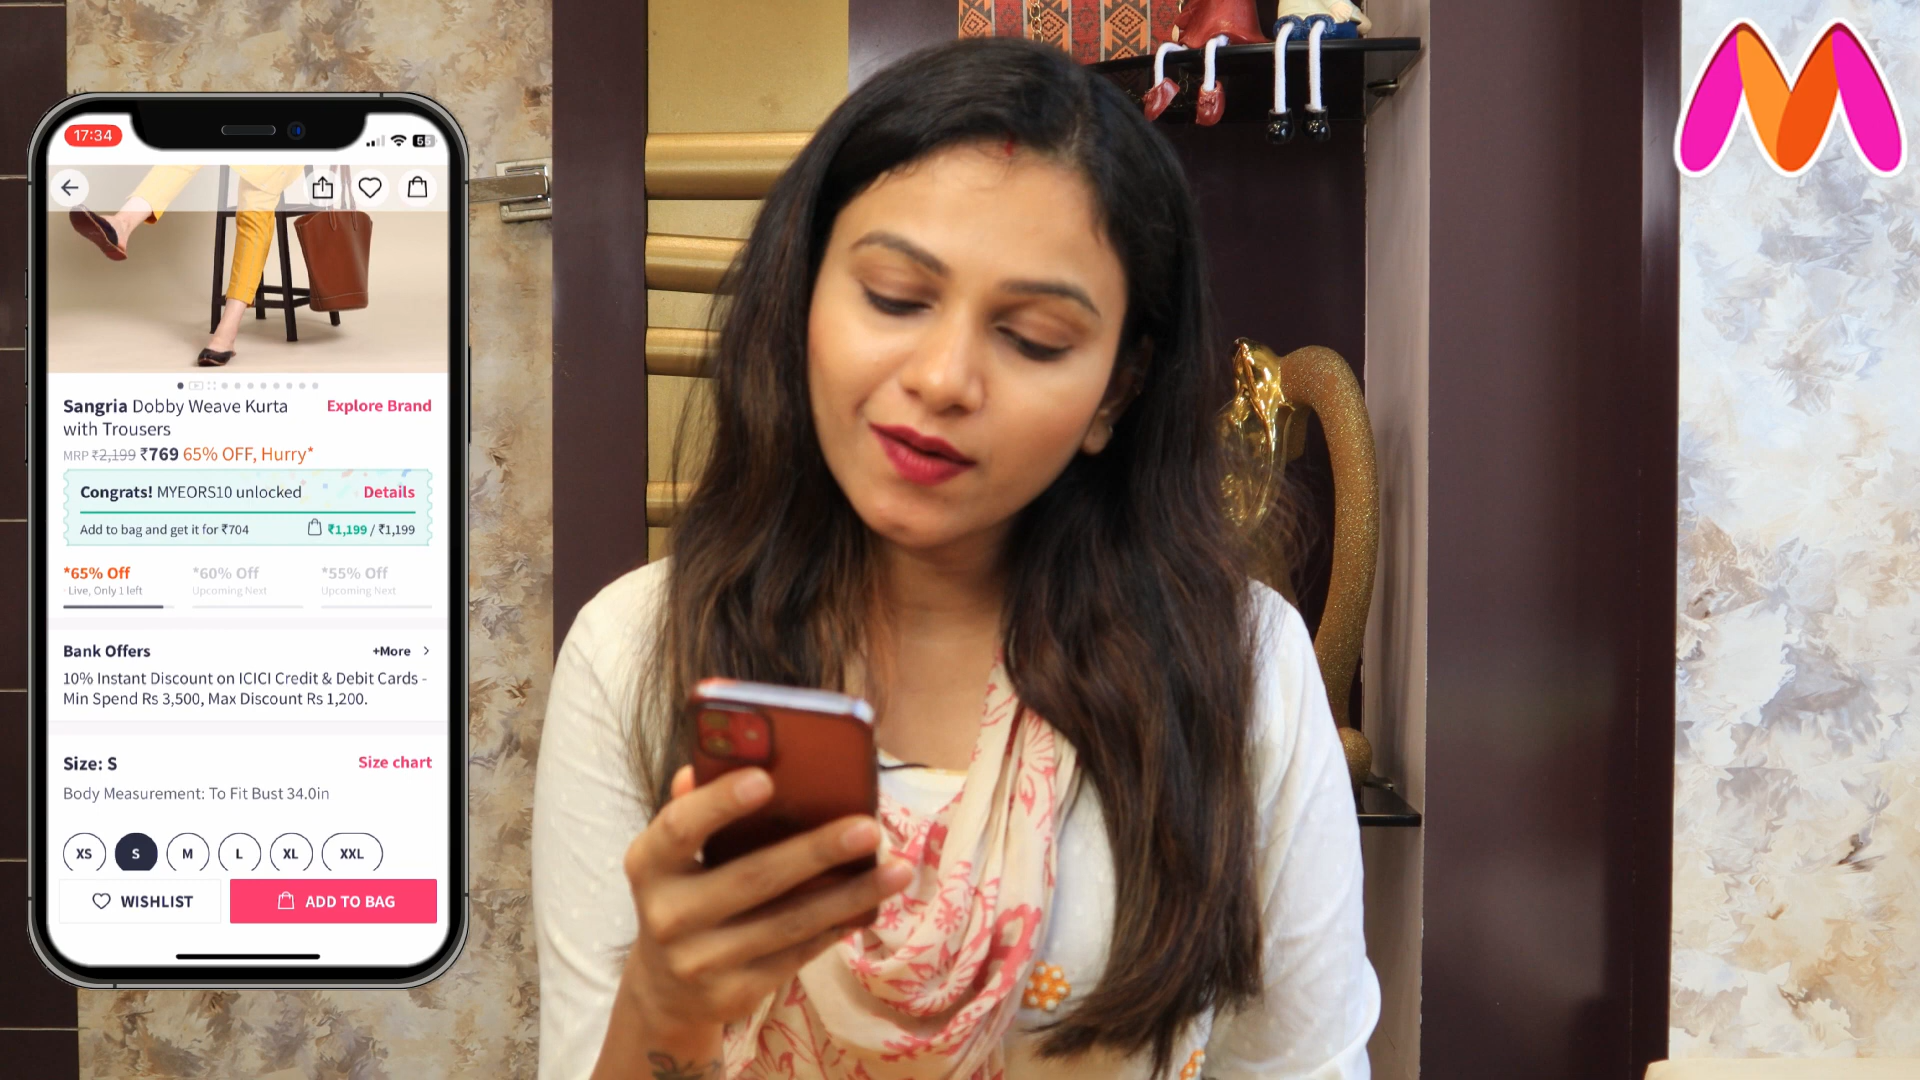 17:34
Sangria Dobby Weave Kurta
with Trousers
Explore Brand
MRP ₹2,199 ₹769 65% OFF, Hurry*
Congrats! MYEORS10 unlocked
Details
Add to bag and get it for ₹704
₹1,199 / ₹1,199
*65% Off
Live, Only 1 left
*60% Off
Upcoming Next
*55% Off
Upcoming Next
Bank Offers
+More
10% Instant Discount on ICICI Credit & Debit Cards -
Min Spend Rs 3,500, Max Discount Rs 1,200.
Size: S
Size chart
Body Measurement: To Fit Bust 34.0in
XS S M L XL XXL
WISHLIST
ADD TO BAG